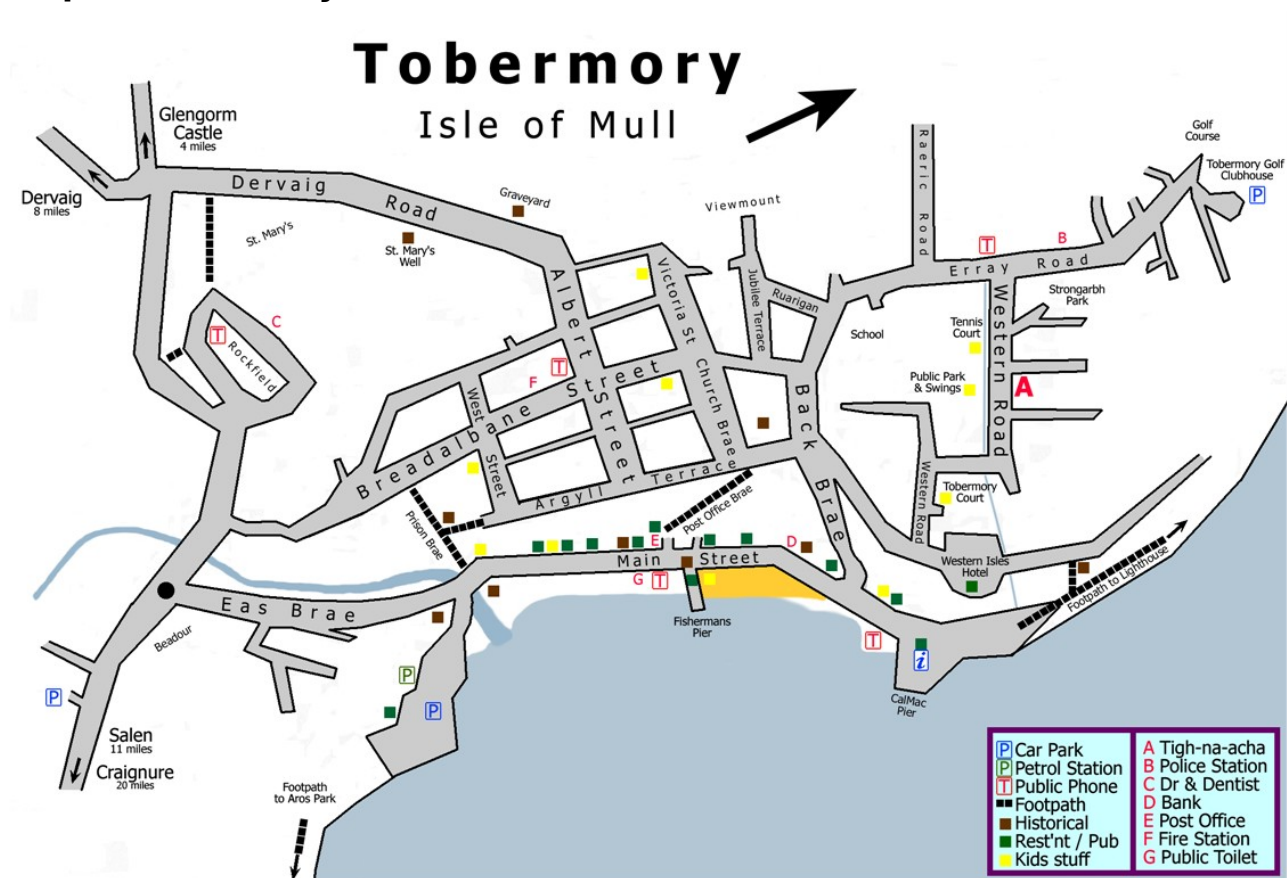 Tobermory
Isle of Mull
Glengorm
Castle
4 miles
Dervaig
8 miles
Dervaig Road
Graveyard
St. Mary's
St. Mary's
Well
Viewmount
Raeric Road
Golf
Course
Tobermory Golf
Clubhouse
P
T
B
Erray Road
Albert Street
Victoria St
Jubilee Terrace
Ruarigan
School
Strongarbh
Park
Tennis
Court
Public Park
& Swings
Western Road
A
C
T
Rockfield
T
F
Breadalbane Street
West Street
Church Brae
Back Brae
Argyll Terrace
Prison Brae
Post Office Brae
Western Road
Tobermory
Court
Western Isles
Hotel
Footpath to Lighthouse
E
D
Main Street
G
T
Fishermans
Pier
T
i
CalMac
Pier
Eas Brae
Beadour
P
P
P
Salen
11 miles
Craignure
20 miles
Footpath
to Aros Park
P Car Park
P Petrol Station
T Public Phone
Footpath
Historical
Rest'nt / Pub
Kids stuff
A Tigh-na-acha
B Police Station
C Dr & Dentist
D Bank
E Post Office
F Fire Station
G Public Toilet